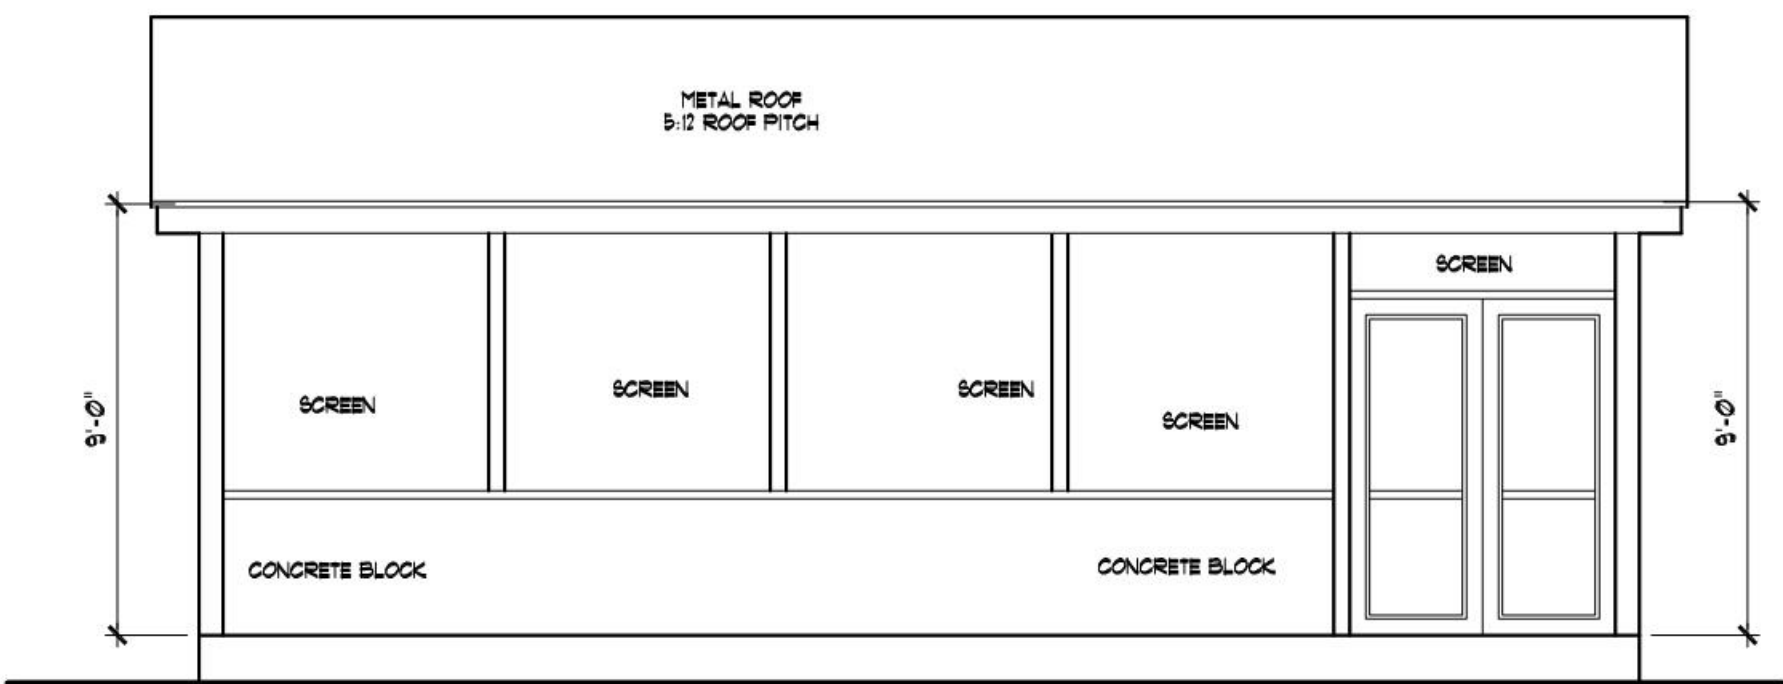 METAL ROOF
5:12 ROOF PITCH
SCREEN
9'-0"
SCREEN
SCREEN
SCREEN
SCREEN
9'-0"
CONCRETE BLOCK
CONCRETE BLOCK